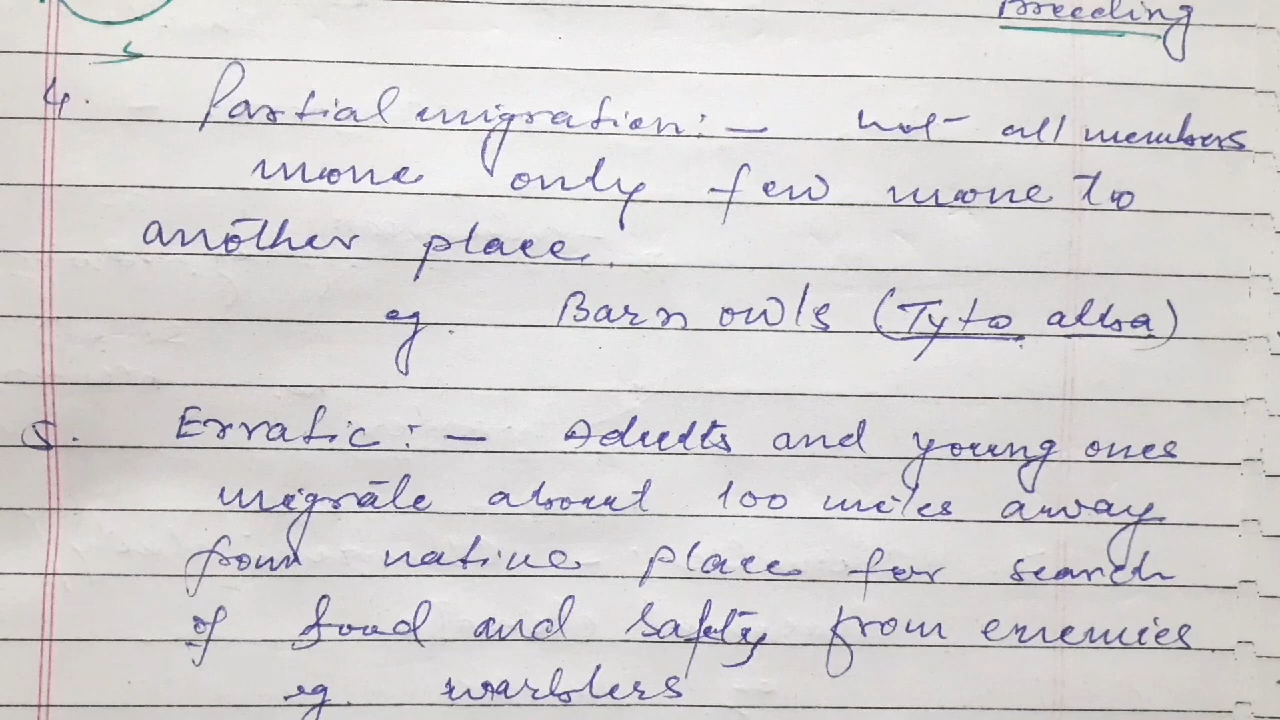 Breeding
4. Partial migration: - not all members
move only few move to
another place.
eg. Barn owls (Tyto alba)
5. Erratic: - Adults and young ones
migrate about 100 miles away
from native place for search
of food and safety from enemies
eg. warblers